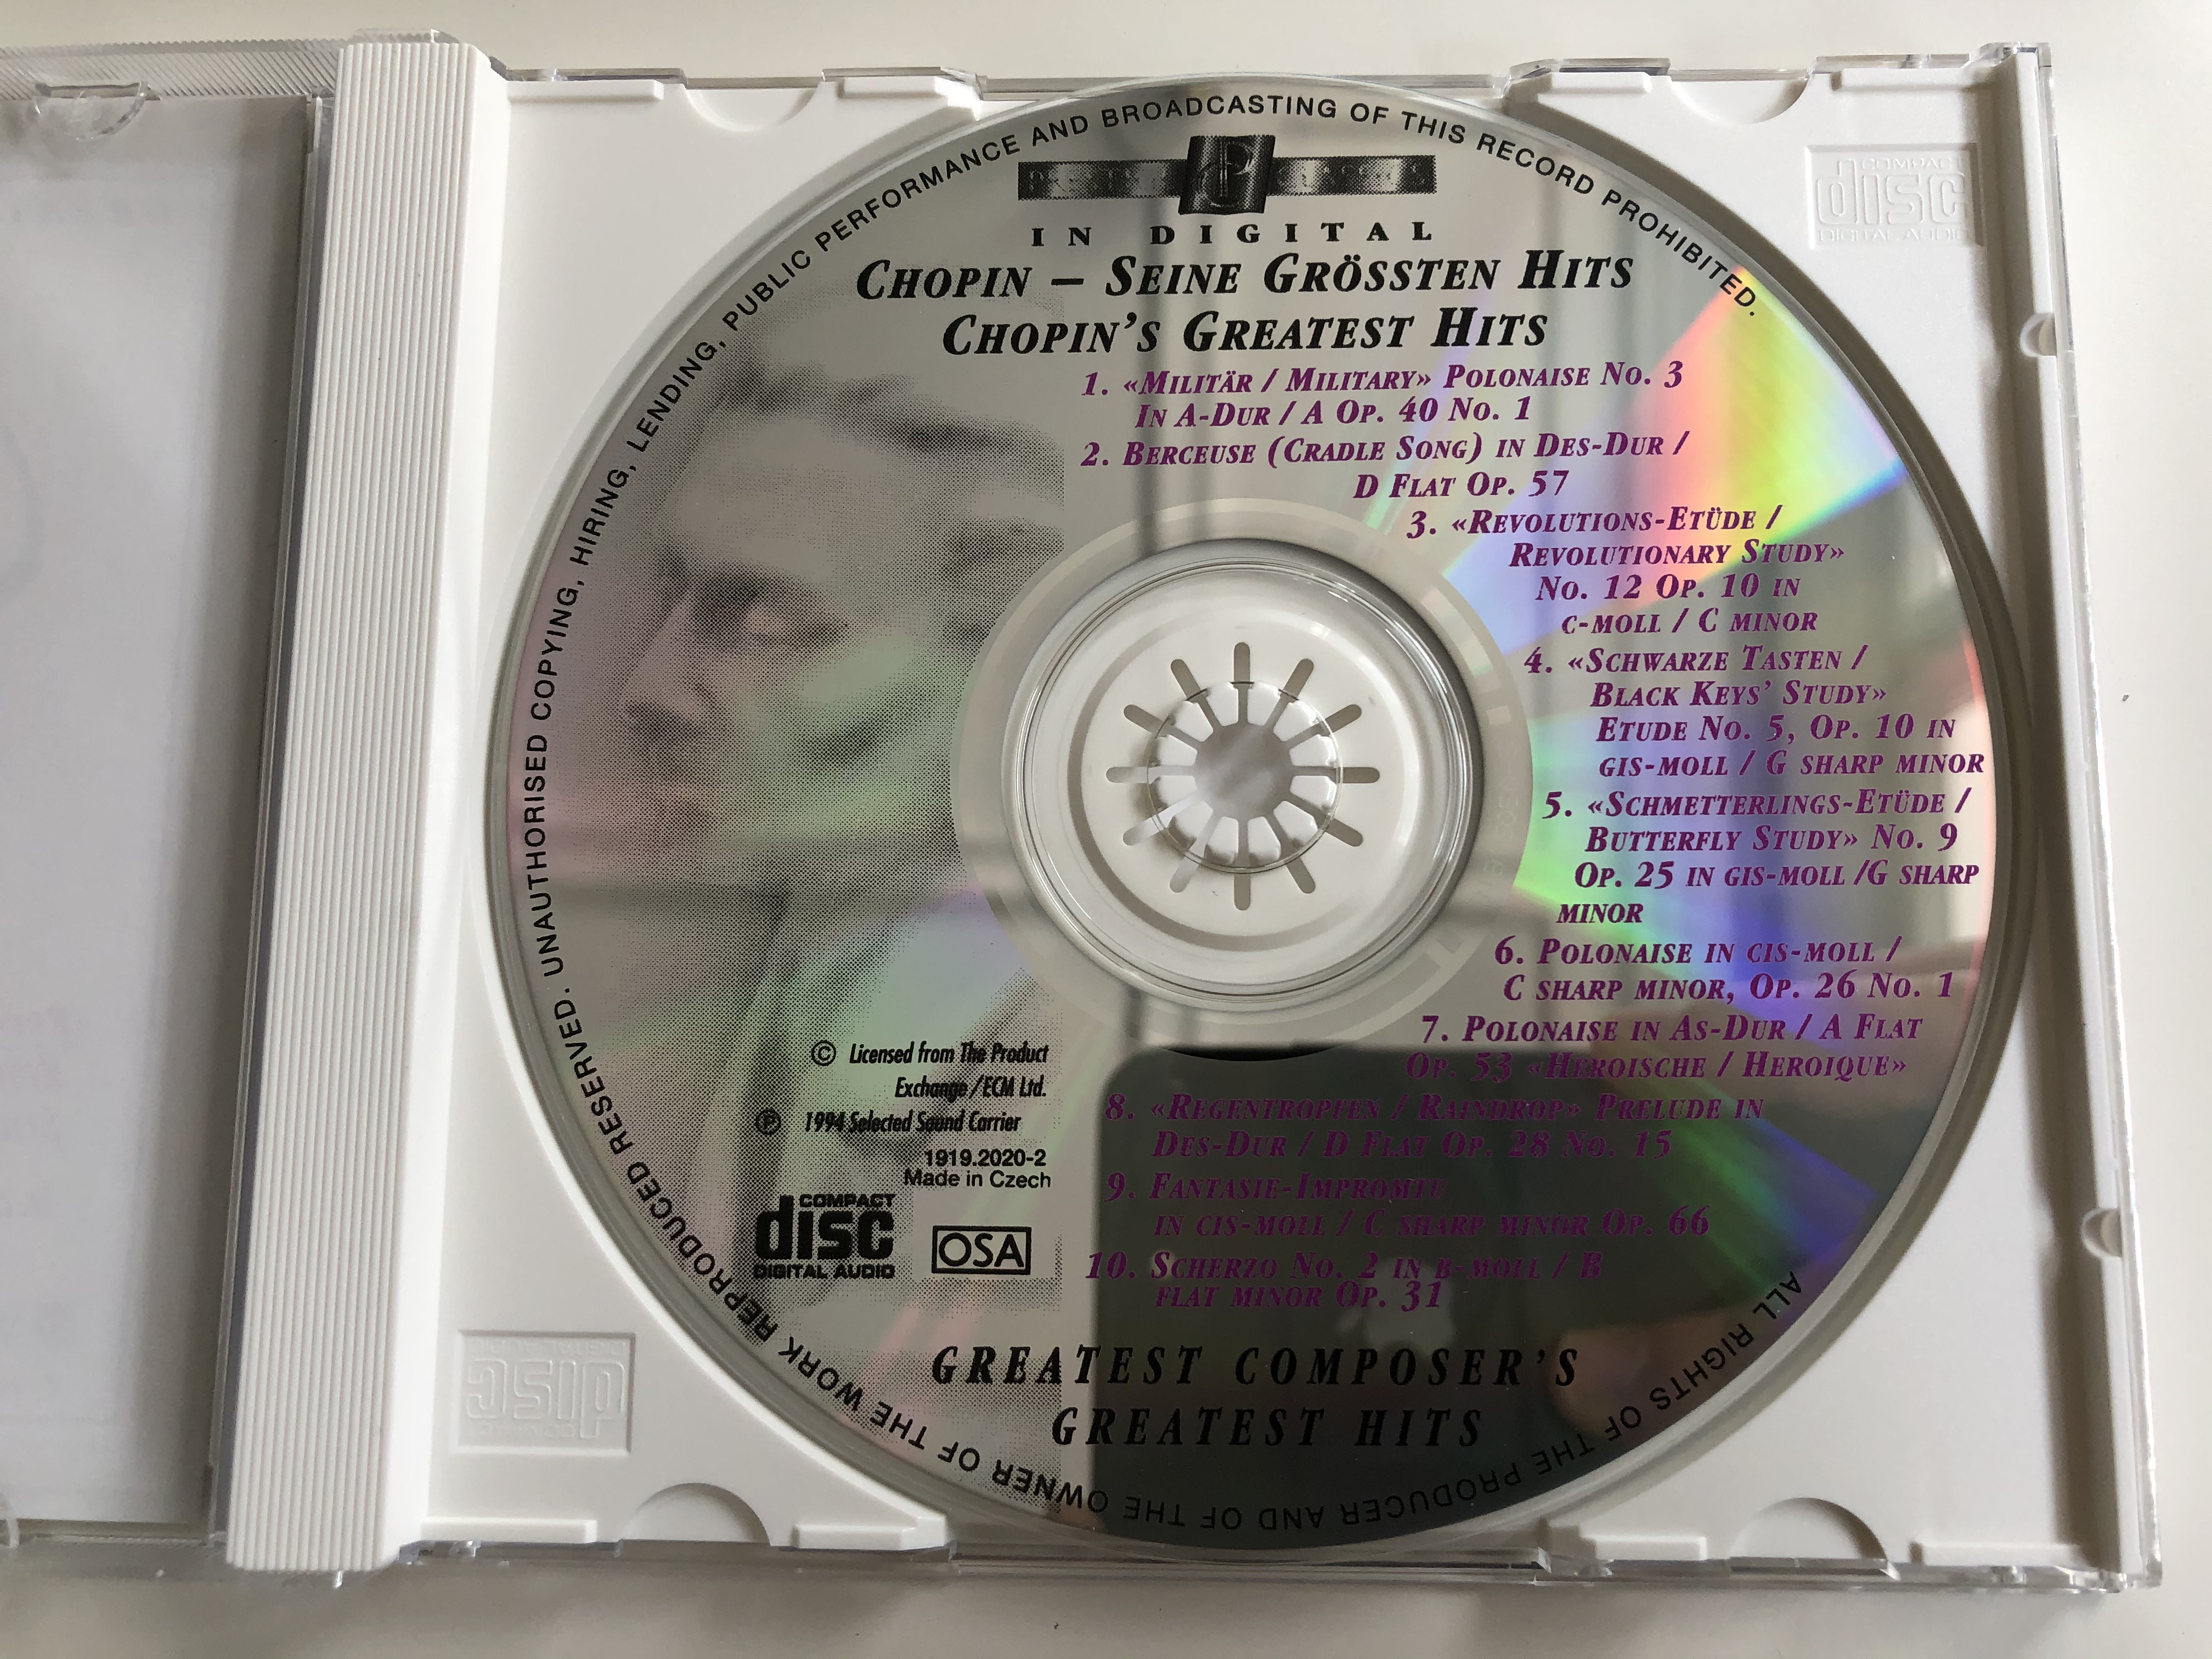 ALL RIGHTS OF THE PRODUCER AND OF THE OWNER OF THE WORK REPRODUCED RESERVED. UNAUTHORISED COPYING, HIRING, LENDING, PUBLIC PERFORMANCE AND BROADCASTING OF THIS RECORD PROHIBITED.
IN DIGITAL
CHOPIN – SEINE GRÖSSTEN HITS
CHOPIN'S GREATEST HITS
1. «MILITÄR / MILITARY» POLONAISE NO. 3
IN A-DUR / A OP. 40 NO. 1
2. BERCEUSE (CRADLE SONG) IN DES-DUR /
D FLAT OP. 57
3. «REVOLUTIONS-ETÜDE /
REVOLUTIONARY STUDY»
NO. 12 OP. 10 IN
C-MOLL / C MINOR
4. «SCHWARZE TASTEN /
BLACK KEYS' STUDY»
ETUDE NO. 5, OP. 10 IN
GIS-MOLL / G SHARP MINOR
5. «SCHMETTERLINGS-ETÜDE /
BUTTERFLY STUDY» NO. 9
OP. 25 IN GIS-MOLL /G SHARP
MINOR
6. POLONAISE IN CIS-MOLL /
C SHARP MINOR, OP. 26 NO. 1
7. POLONAISE IN AS-DUR / A FLAT
OP. 53 «HEROISCHE / HEROIQUE»
8. «REGENTROPFEN / RAINDROP» PRELUDE IN
DES-DUR / D FLAT OP. 28 NO. 15
9. FANTASIE-IMPROMTU
IN CIS-MOLL / C SHARP MINOR OP. 66
10. SCHERZO NO. 2 IN B-MOLL / B
FLAT MINOR OP. 31
© Licensed from The Product
Exchange/ECM Ltd.
℗ 1994 Selected Sound Carrier
1919.2020-2
Made in Czech
COMPACT
disc
DIGITAL AUDIO
OSA
GREATEST COMPOSER'S
GREATEST HITS
COMPACT
disc
DIGITAL AUDIO
COMPACT
disc
DIGITAL AUDIO